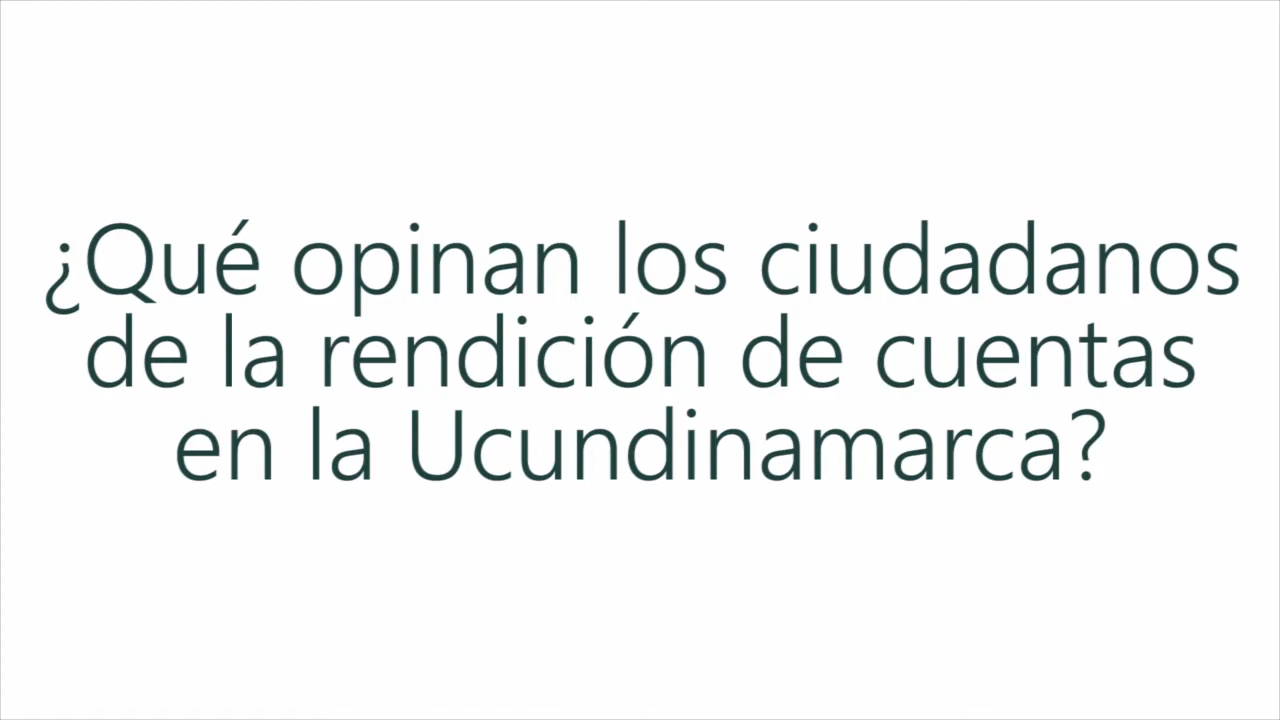 ¿Qué opinan los ciudadanos
de la rendición de cuentas
en la Ucundinamarca?